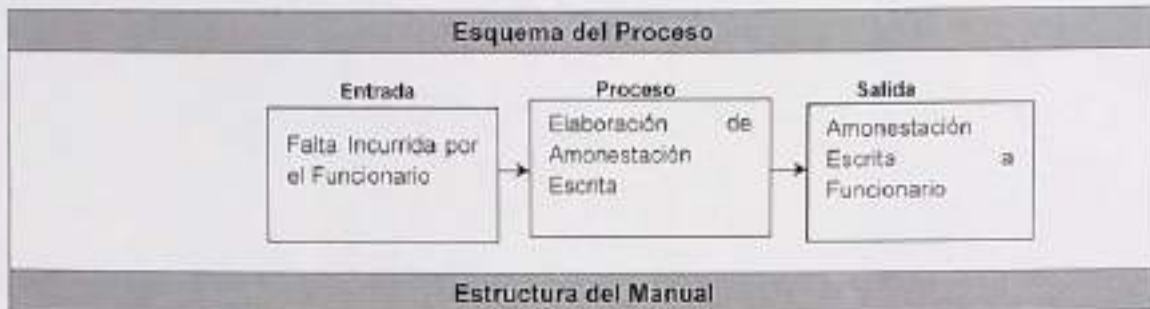 Esquema del Proceso
Entrada
Falta Incurrida por
el Funcionario
Proceso
Elaboración de
Amonestación
Escrita
Salida
Amonestación
Escrita a
Funcionario
Estructura del Manual